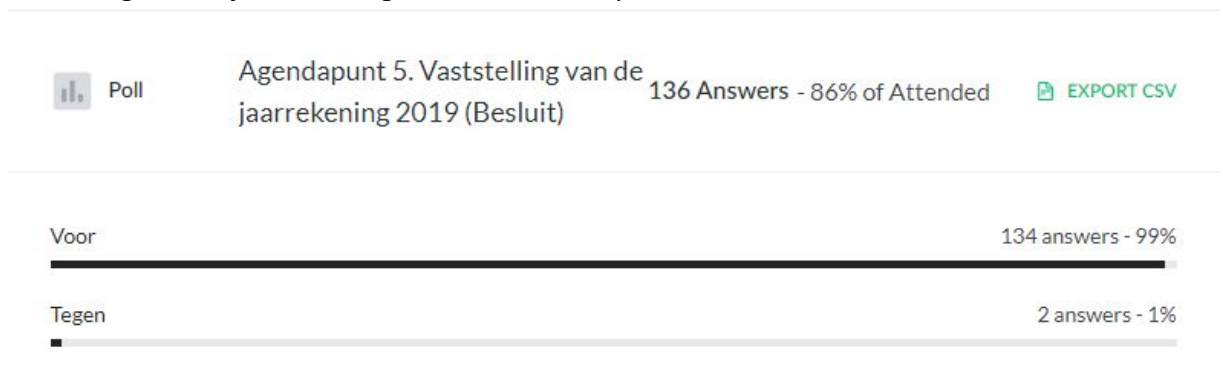 Poll
Agendapunt 5. Vaststelling van de
jaarrekening 2019 (Besluit)
136 Answers - 86% of Attended
EXPORT CSV
Voor
134 answers - 99%
Tegen
2 answers - 1%